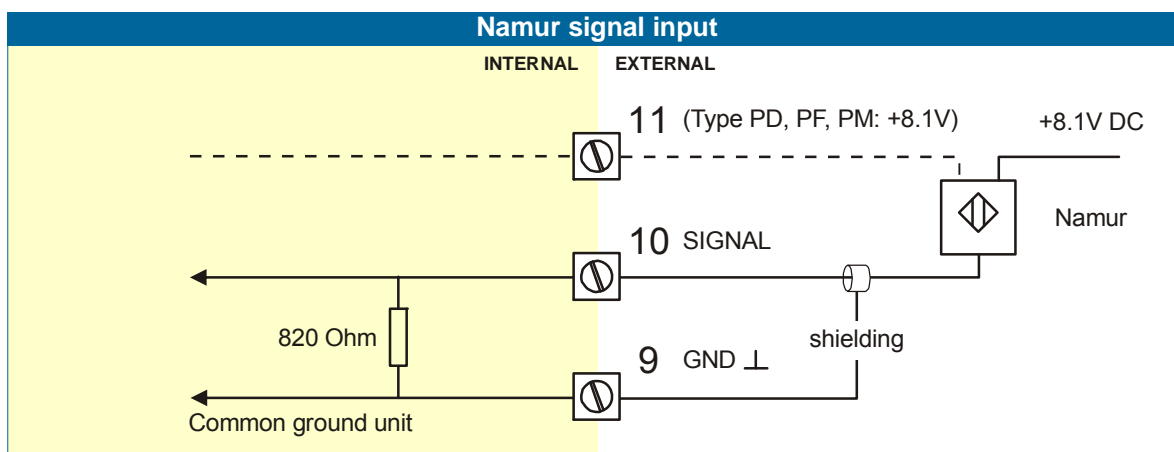 Namur signal input
INTERNAL EXTERNAL
11 (Type PD, PF, PM: +8.1V) +8.1V DC
Namur
10 SIGNAL
820 Ohm
shielding
9 GND ⊥
Common ground unit